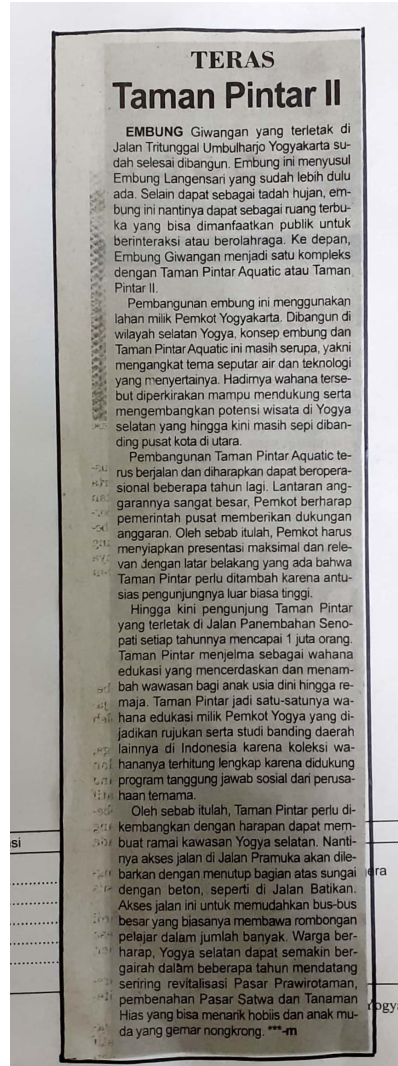 TERAS
Taman Pintar II
EMBUNG Giwangan yang terletak di
Jalan Tritunggal Umbulharjo Yogyakarta su-
dah selesai dibangun. Embung ini menyusul
Embung Langensari yang sudah lebih dulu
ada. Selain dapat sebagai tadah hujan, em-
bung ini nantinya dapat sebagai ruang terbu-
ka yang bisa dimanfaatkan publik untuk
berinteraksi atau berolahraga. Ke depan,
Embung Giwangan menjadi satu kompleks
dengan Taman Pintar Aquatic atau Taman
Pintar II.
Pembangunan embung ini menggunakan
lahan milik Pemkot Yogyakarta. Dibangun di
wilayah selatan Yogya, konsep embung dan
Taman Pintar Aquatic ini masih serupa, yakni
mengangkat tema seputar air dan teknologi
yang menyertainya. Hadirnya wahana terse-
but diperkirakan mampu mendukung serta
mengembangkan potensi wisata di Yogya
selatan yang hingga kini masih sepi diban-
ding pusat kota di utara.
Pembangunan Taman Pintar Aquatic te-
rus berjalan dan diharapkan dapat beropera-
sional beberapa tahun lagi. Lantaran ang-
garannya sangat besar, Pemkot berharap
pemerintah pusat memberikan dukungan
anggaran. Oleh sebab itulah, Pemkot harus
menyiapkan presentasi maksimal dan rele-
van dengan latar belakang yang ada bahwa
Taman Pintar perlu ditambah karena antu-
sias pengunjungnya luar biasa tinggi.
Hingga kini pengunjung Taman Pintar
yang terletak di Jalan Panembahan Seno-
pati setiap tahunnya mencapai 1 juta orang.
Taman Pintar menjelma sebagai wahana
edukasi yang mencerdaskan dan menam-
bah wawasan bagi anak usia dini hingga re-
maja. Taman Pintar jadi satu-satunya wa-
hana edukasi milik Pemkot Yogya yang di-
jadikan rujukan serta studi banding daerah
lainnya di Indonesia karena koleksi wa-
hananya terhitung lengkap karena didukung
program tanggung jawab sosial dari perusa-
haan ternama.
Oleh sebab itulah, Taman Pintar perlu di-
kembangkan dengan harapan dapat mem-
buat ramai kawasan Yogya selatan. Nanti-
nya akses jalan di Jalan Pramuka akan dile-
barkan dengan menutup bagian atas sungai
dengan beton, seperti di Jalan Batikan.
Akses jalan ini untuk memudahkan bus-bus
besar yang biasanya membawa rombongan
pelajar dalam jumlah banyak. Warga ber-
harap, Yogya selatan dapat semakin ber-
gairah dalam beberapa tahun mendatang
seriring revitalisasi Pasar Prawirotaman,
pembenahan Pasar Satwa dan Tanaman
Hias yang bisa menarik hobiis dan anak mu-
da yang gemar nongkrong. ***-m
si
era